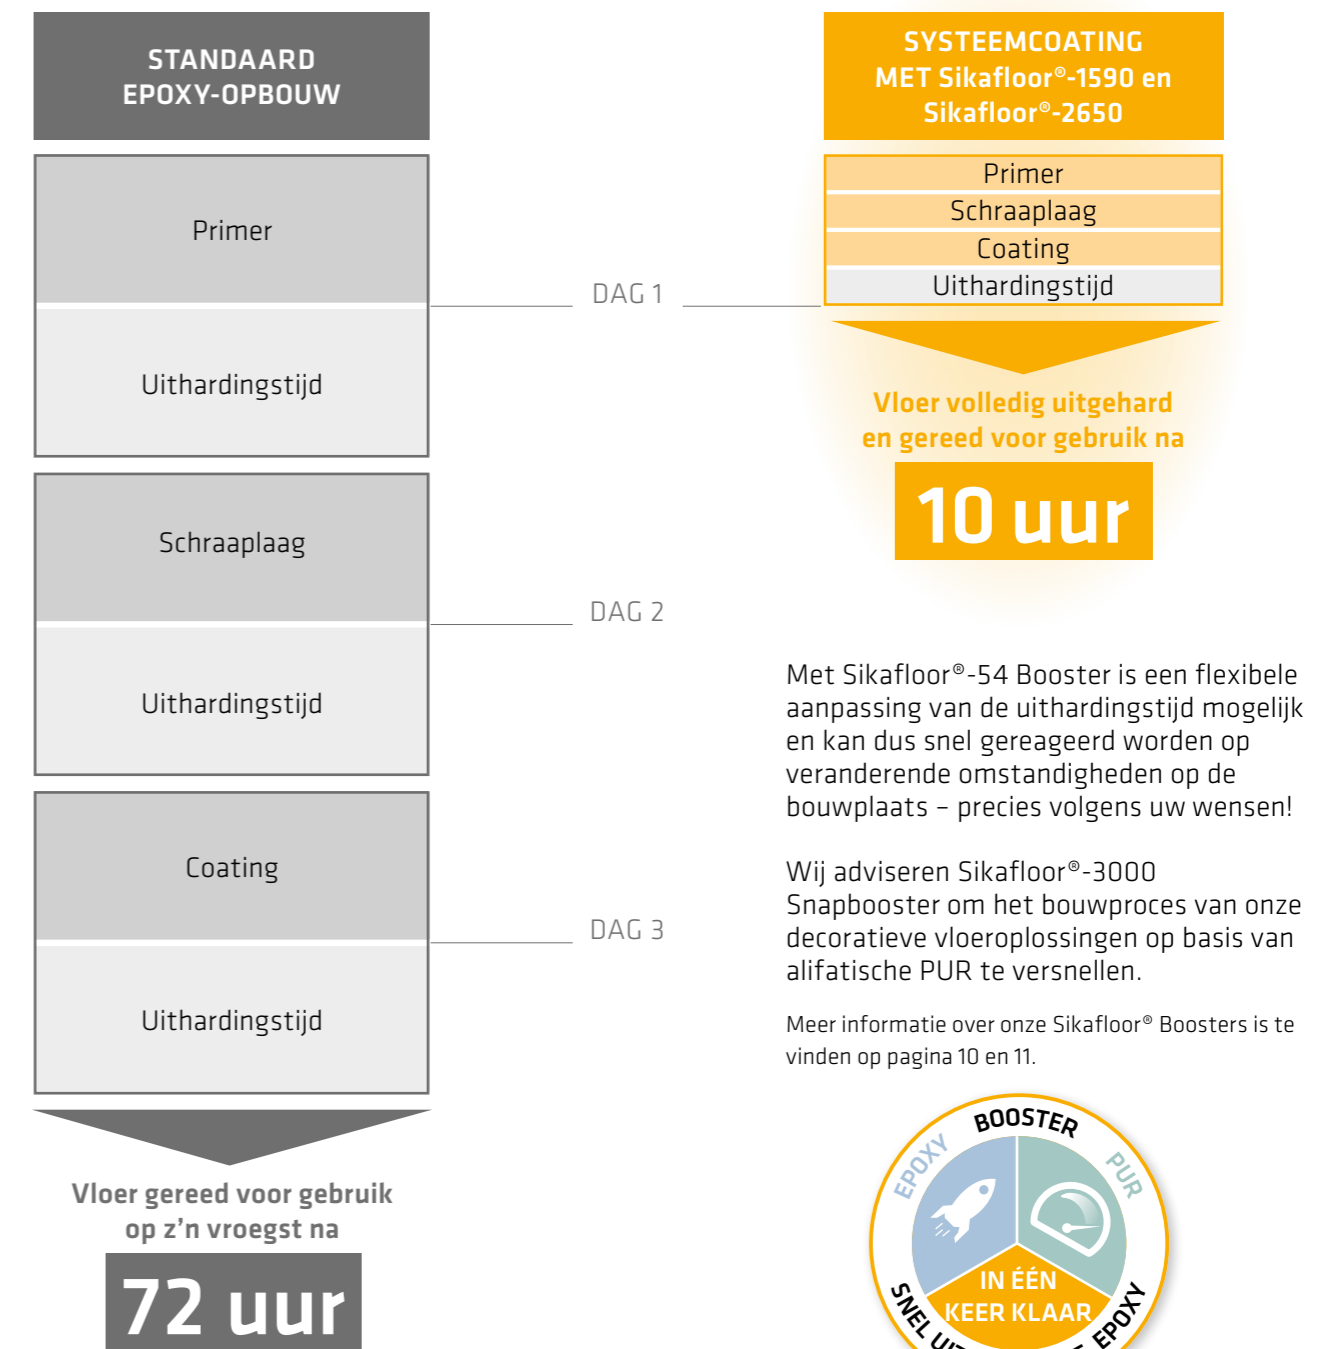 STANDAARD
EPOXY-OPBOUW
Primer
Uithardingstijd
Schraaplaag
Uithardingstijd
Coating
Uithardingstijd
Vloer gereed voor gebruik
op z’n vroegst na
72 uur
DAG 1
DAG 2
DAG 3
SYSTEEMCOATING
MET Sikafloor®-1590 en
Sikafloor®-2650
Primer
Schraaplaag
Coating
Uithardingstijd
Vloer volledig uitgehard
en gereed voor gebruik na
10 uur
Met Sikafloor®-54 Booster is een flexibele
aanpassing van de uithardingstijd mogelijk
en kan dus snel gereageerd worden op
veranderende omstandigheden op de
bouwplaats – precies volgens uw wensen!
Wij adviseren Sikafloor®-3000
Snapbooster om het bouwproces van onze
decoratieve vloeroplossingen op basis van
alifatische PUR te versnellen.
Meer informatie over onze Sikafloor® Boosters is te
vinden op pagina 10 en 11.
BOOSTER
EPOXY
PUR
IN ÉÉN
KEER KLAAR
SNEL
EPOXY